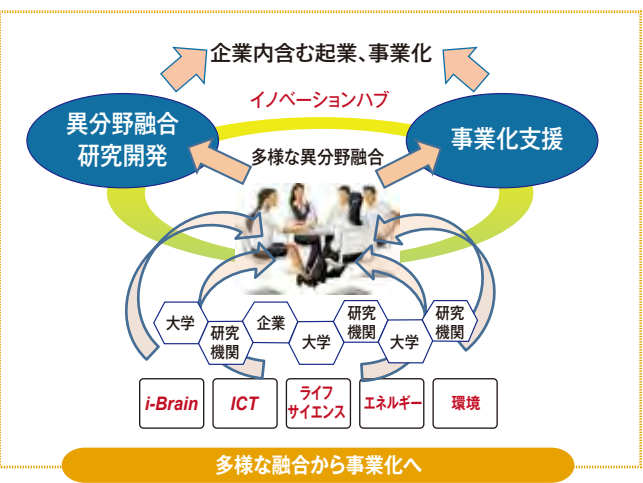 企業内含む起業、事業化
イノベーションハブ
異分野融合
研究開発
事業化支援
多様な異分野融合
大学
研究
機関
企業
大学
研究
機関
大学
研究
機関
i-Brain
ICT
ライフ
サイエンス
エネルギー
環境
多様な融合から事業化へ